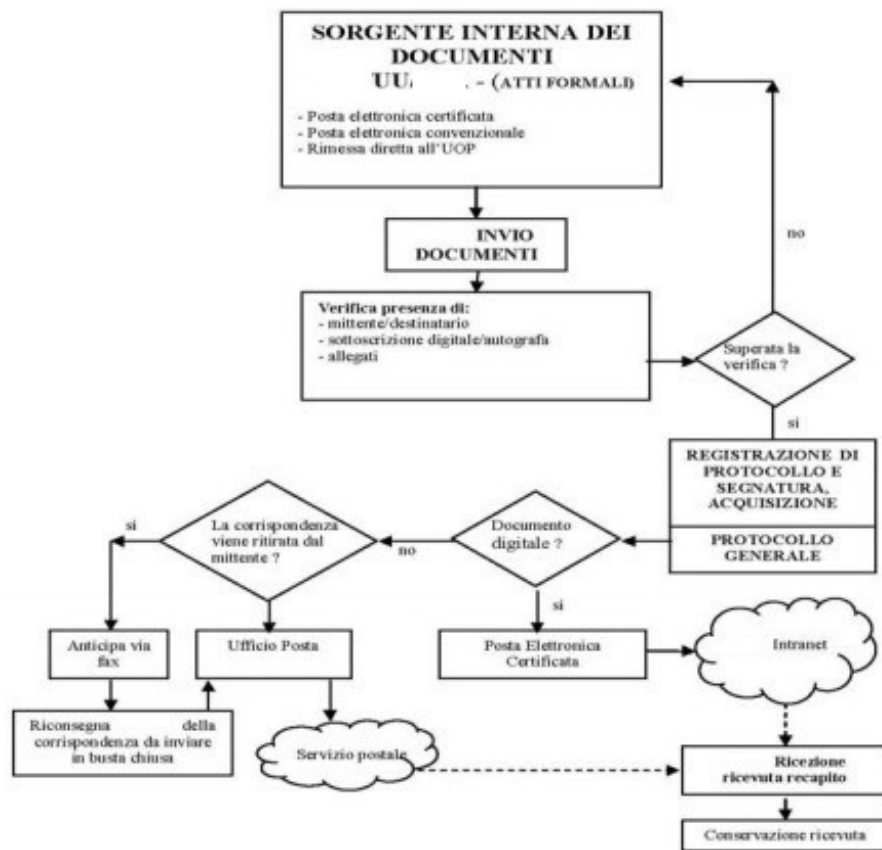 SORGENTE INTERNA DEI
DOCUMENTI
- (ATTI FORMALI)
- Posta elettronica certificata
- Posta elettronica convenzionale
- Rimessa diretta all'UOP
INVIO
DOCUMENTI
no
Verifica presenza di:
- mittente/destinatario
- sottoscrizione digitale/autografa
- allegati
Superata la
verifica ?
si
REGISTRAZIONE DI
PROTOCOLLO E
SEGNATURA,
ACQUISIZIONE
PROTOCOLLO
GENERALE
Documento
digitale ?
no
La corrispondenza
viene ritirata dal
mittente ?
si
si
Anticipa via
fax
Ufficio Posta
Posta Elettronica
Certificata
Intranet
Riconsegna della
corrispondenza da inviare
in busta chiusa
Servizio postale
Ricezione
ricevuta recapito
Conservazione ricevuta